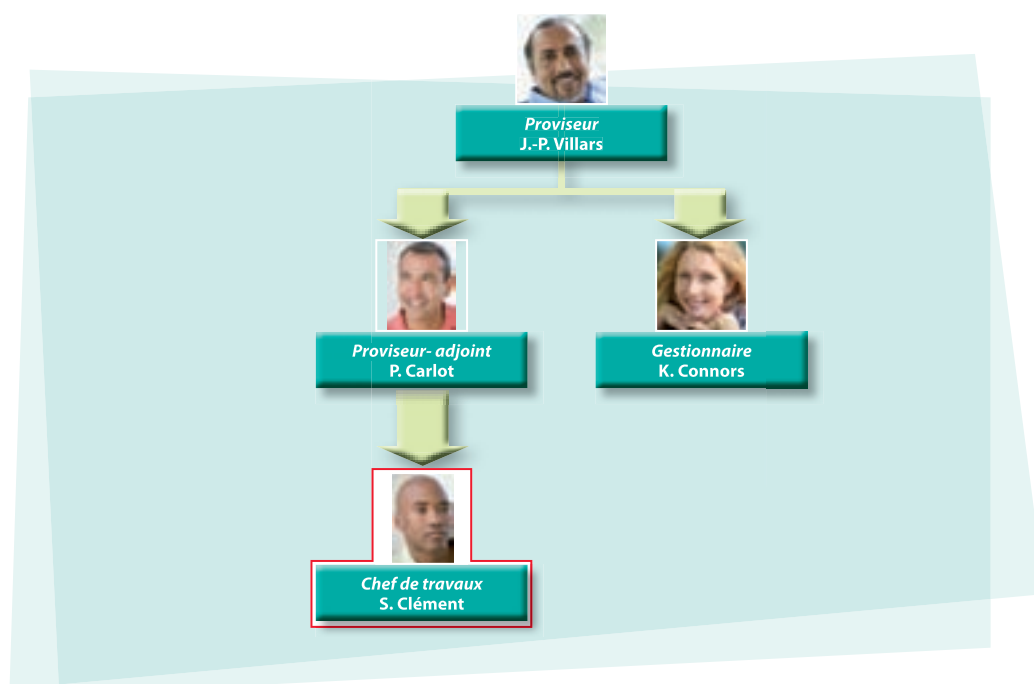 Proviseur
J.-P. Villars
Proviseur- adjoint
P. Carlot
Gestionnaire
K. Connors
Chef de travaux
S. Clément